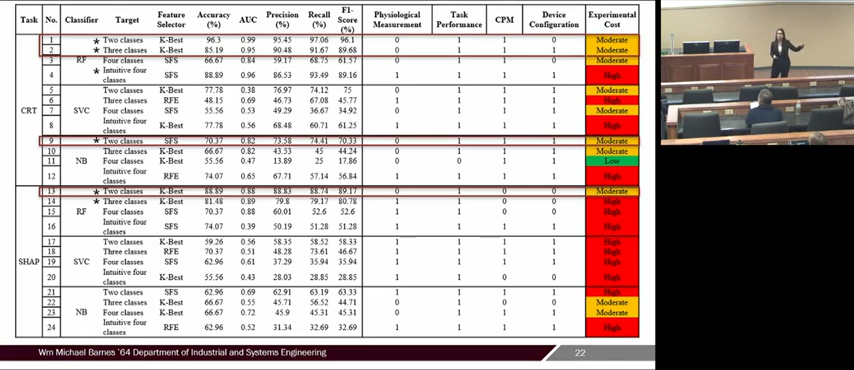 Task No. Classifier Target Feature Selector Accuracy (%) AUC Precision (%) Recall (%) F1-Score (%) Physiological Measurement Task Performance CPM Device Configuration Experimental Cost
CRT
RF
1 * Two classes K-Best 96.3 0.99 95.45 97.06 96.1 0 1 1 0 Moderate
2 * Three classes K-Best 85.19 0.95 90.48 91.67 89.68 0 1 1 1 Moderate
3 Four classes SFS 66.67 0.84 59.17 68.75 61.57 0 1 1 0 Moderate
4 * Intuitive four classes SFS 88.89 0.96 86.53 93.49 89.16 1 1 1 1 High
SVC
5 Two classes K-Best 77.78 0.38 76.97 74.12 75 0 1 1 1 Moderate
6 Three classes RFE 48.15 0.69 46.73 67.08 45.77 1 1 1 1 High
7 Four classes SFS 55.56 0.53 49.29 36.67 34.92 0 1 1 1 Moderate
8 Intuitive four classes K-Best 77.78 0.56 68.48 60.71 61.25 1 1 1 1 High
NB
9 * Two classes SFS 70.37 0.82 73.58 74.41 70.33 0 1 1 1 Moderate
10 Three classes K-Best 66.67 0.82 43.53 45 44.24 0 1 1 1 Moderate
11 Four classes K-Best 55.56 0.47 13.89 25 17.86 0 0 1 1 Low
12 Intuitive four classes RFE 74.07 0.65 67.71 57.14 56.84 1 1 1 1 High
SHAP
RF
13 * Two classes K-Best 88.89 0.88 88.83 88.74 89.17 0 1 0 0 Moderate
14 * Three classes K-Best 81.48 0.89 79.8 79.17 80.78 1 1 1 1 High
15 Four classes SFS 70.37 0.88 60.01 52.6 52.6 1 1 0 0 High
16 Intuitive four classes SFS 74.07 0.39 50.19 51.28 51.28 1 1 1 1 High
SVC
17 Two classes K-Best 59.26 0.56 58.35 58.52 58.33 1 1 1 1 High
18 Three classes RFE 70.37 0.51 48.28 73.61 46.67 1 1 1 1 High
19 Four classes SFS 62.96 0.61 37.29 35.94 35.94 1 1 1 1 High
20 Intuitive four classes K-Best 55.56 0.43 28.03 28.85 28.85 1 1 0 0 High
NB
21 Two classes SFS 62.96 0.69 62.91 63.19 63.33 1 1 1 1 High
22 Three classes K-Best 66.67 0.55 45.71 56.52 44.71 0 1 0 0 Moderate
23 Four classes K-Best 66.67 0.72 45.9 45.31 45.31 0 1 1 1 Moderate
24 Intuitive four classes RFE 62.96 0.52 31.34 32.69 32.69 1 1 1 1 High
Wm Michael Barnes '64 Department of Industrial and Systems Engineering 22